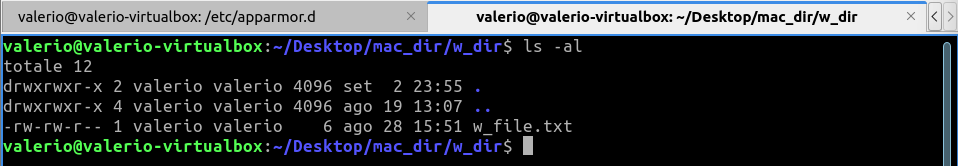 valerio@valerio-virtualbox: /etc/apparmor.d × valerio@valerio-virtualbox: ~/Desktop/mac_dir/w_dir ×
valerio@valerio-virtualbox:~/Desktop/mac_dir/w_dir$ ls -al
totale 12
drwxrwxr-x 2 valerio valerio 4096 set  2 23:55 .
drwxrwxr-x 4 valerio valerio 4096 ago 19 13:07 ..
-rw-rw-r-- 1 valerio valerio    6 ago 28 15:51 w_file.txt
valerio@valerio-virtualbox:~/Desktop/mac_dir/w_dir$